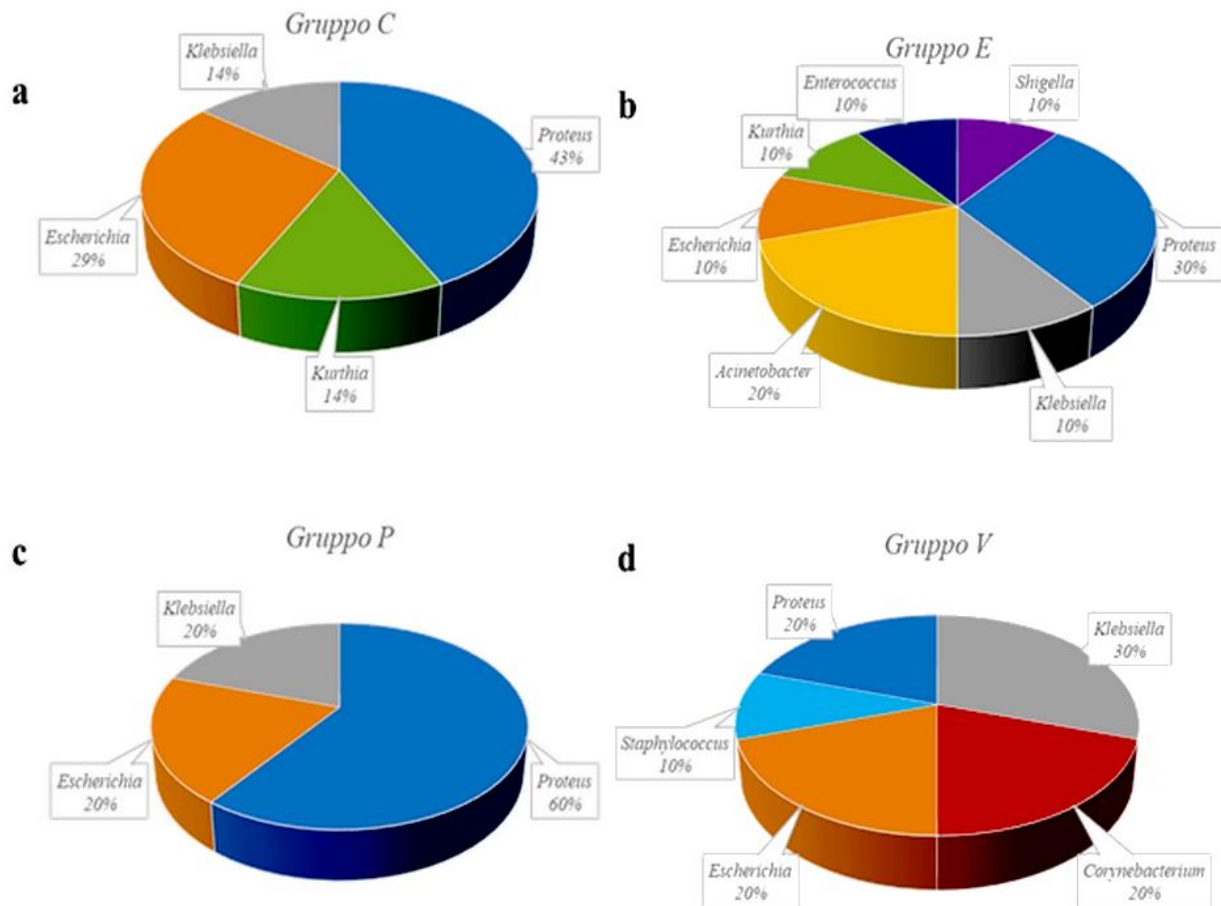 a
Gruppo C
Klebsiella
14%
Proteus
43%
Escherichia
29%
Kurthia
14%
b
Gruppo E
Enterococcus
10%
Shigella
10%
Kurthia
10%
Proteus
30%
Escherichia
10%
Acinetobacter
20%
Klebsiella
10%
c
Gruppo P
Klebsiella
20%
Escherichia
20%
Proteus
60%
d
Gruppo V
Proteus
20%
Klebsiella
30%
Staphylococcus
10%
Escherichia
20%
Corynebacterium
20%